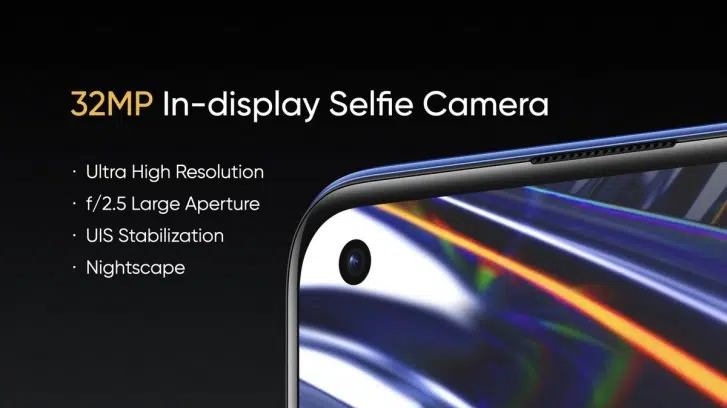 32MP In-display Selfie Camera
· Ultra High Resolution
· f/2.5 Large Aperture
· UIS Stabilization
· Nightscape